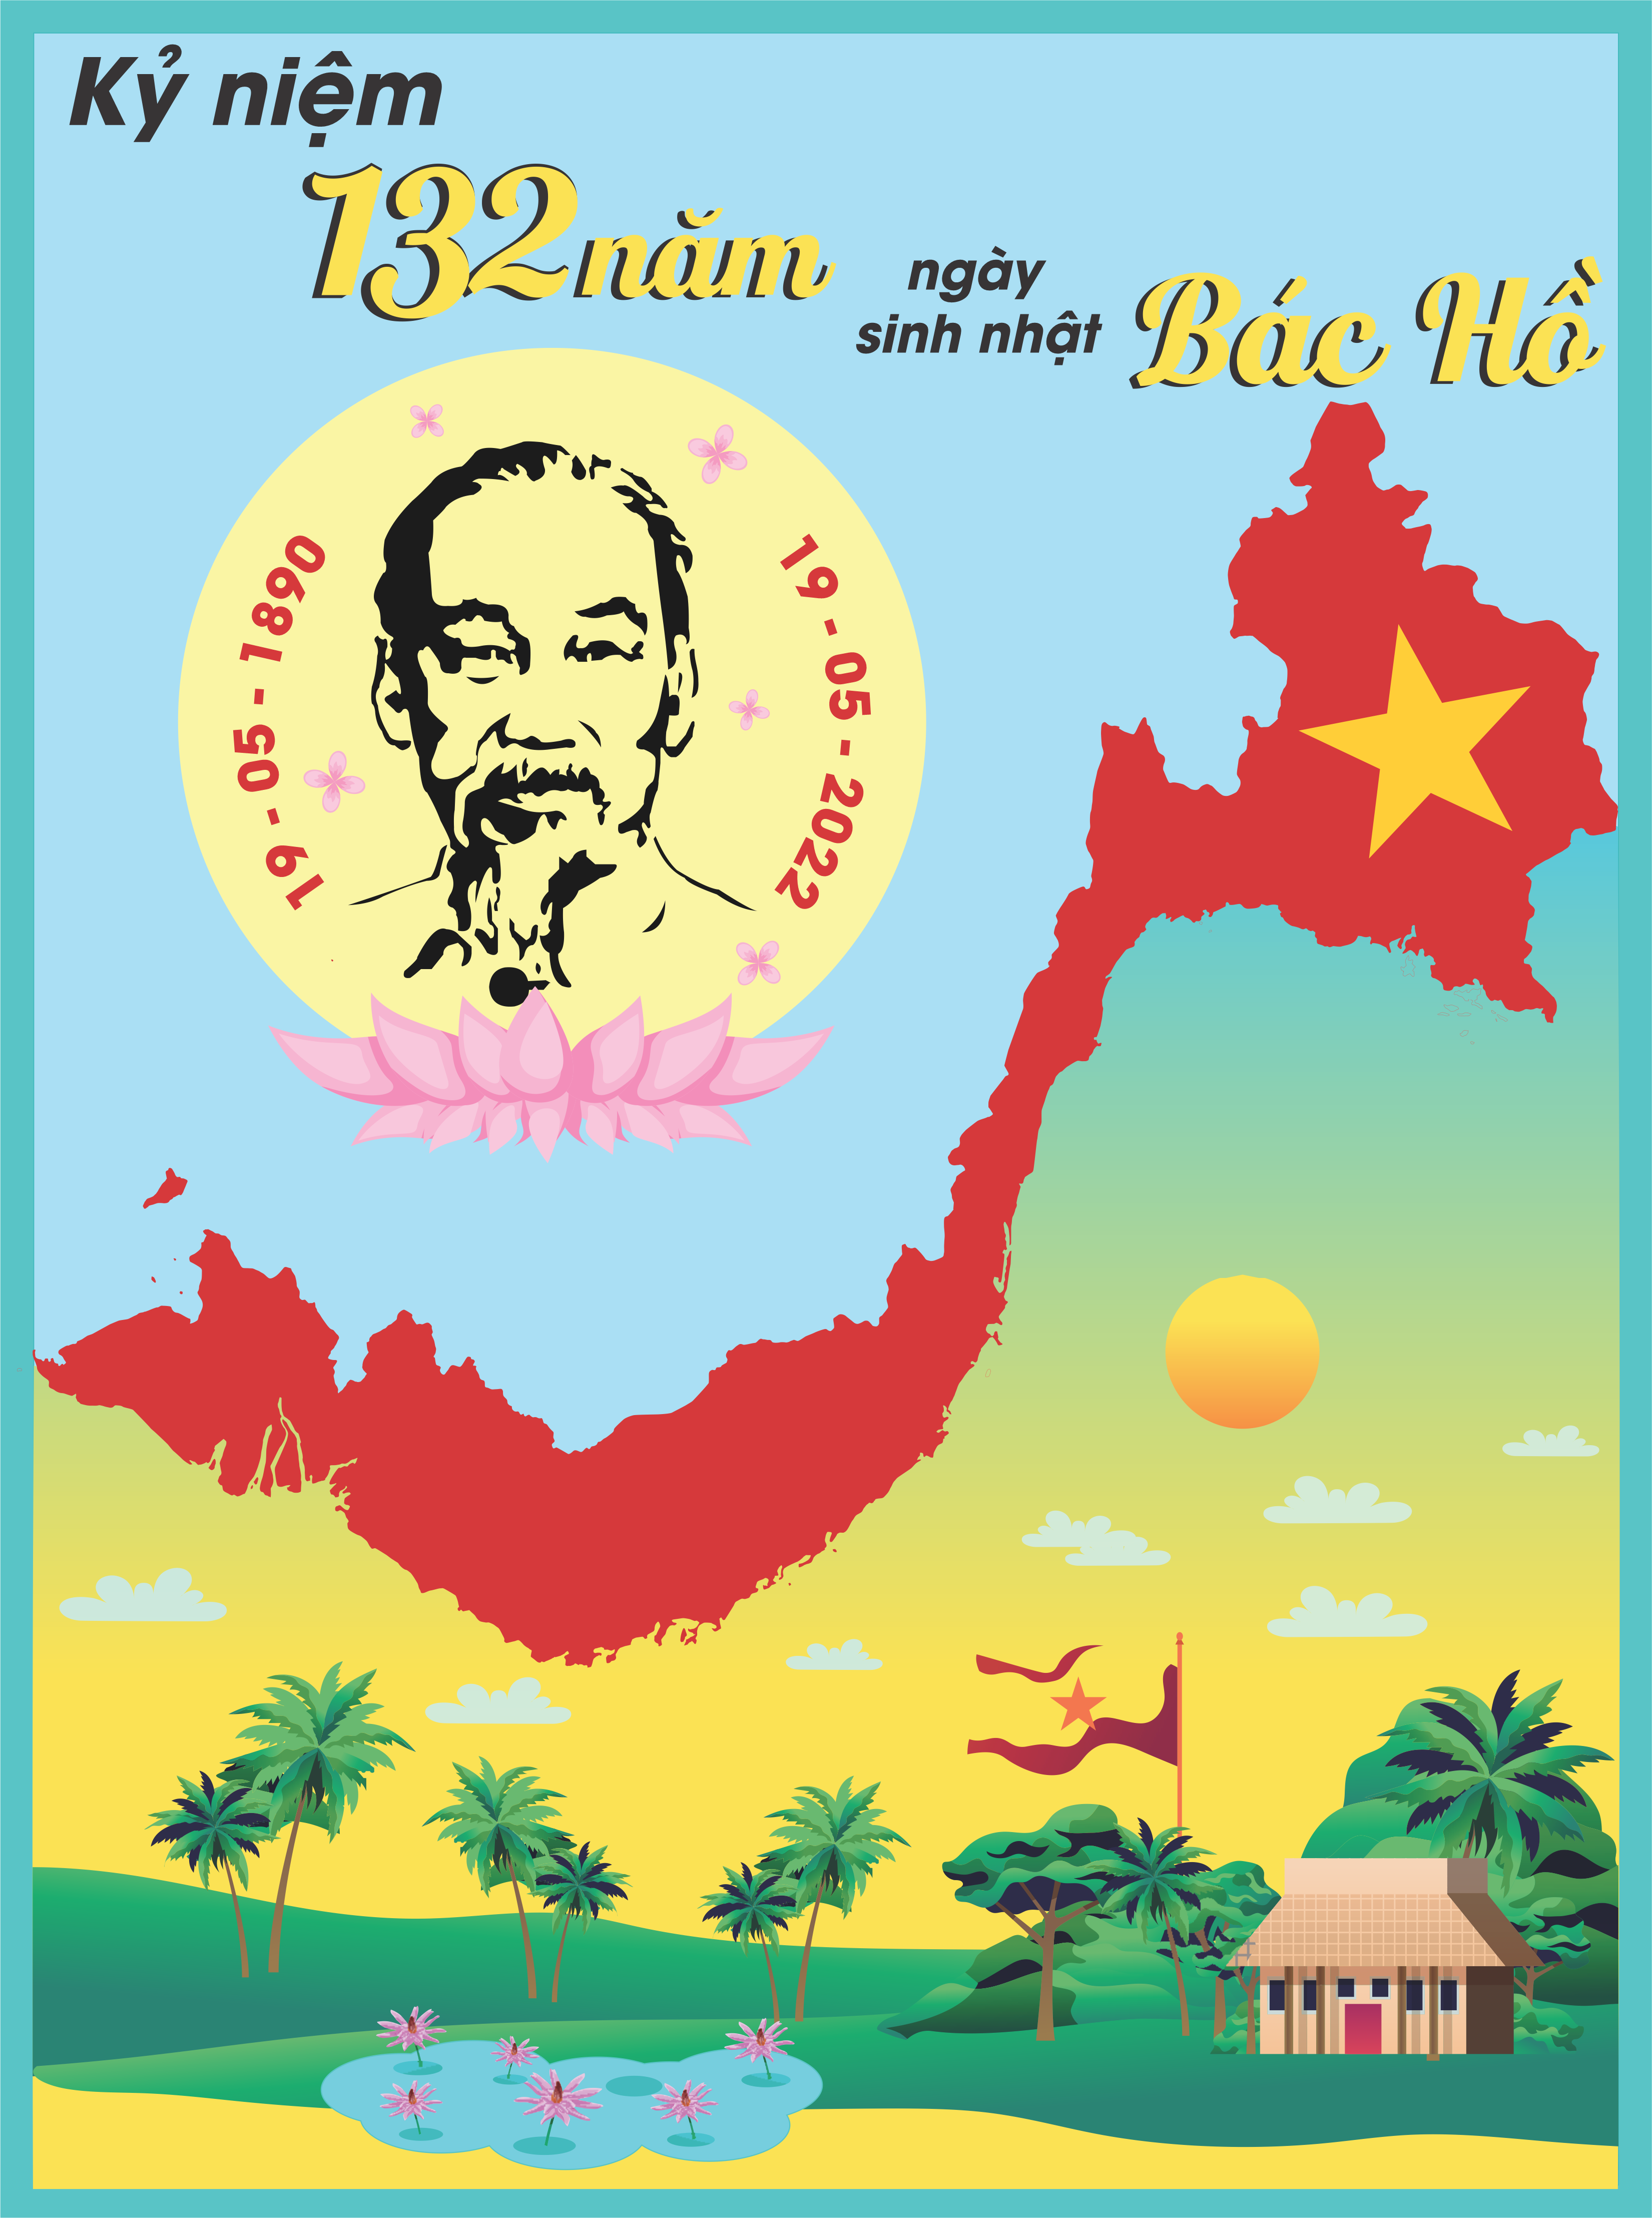 Kỷ niệm
132 năm
ngày
sinh nhật
Bác Hồ
19 - 05 - 1890
19 - 05 - 2022